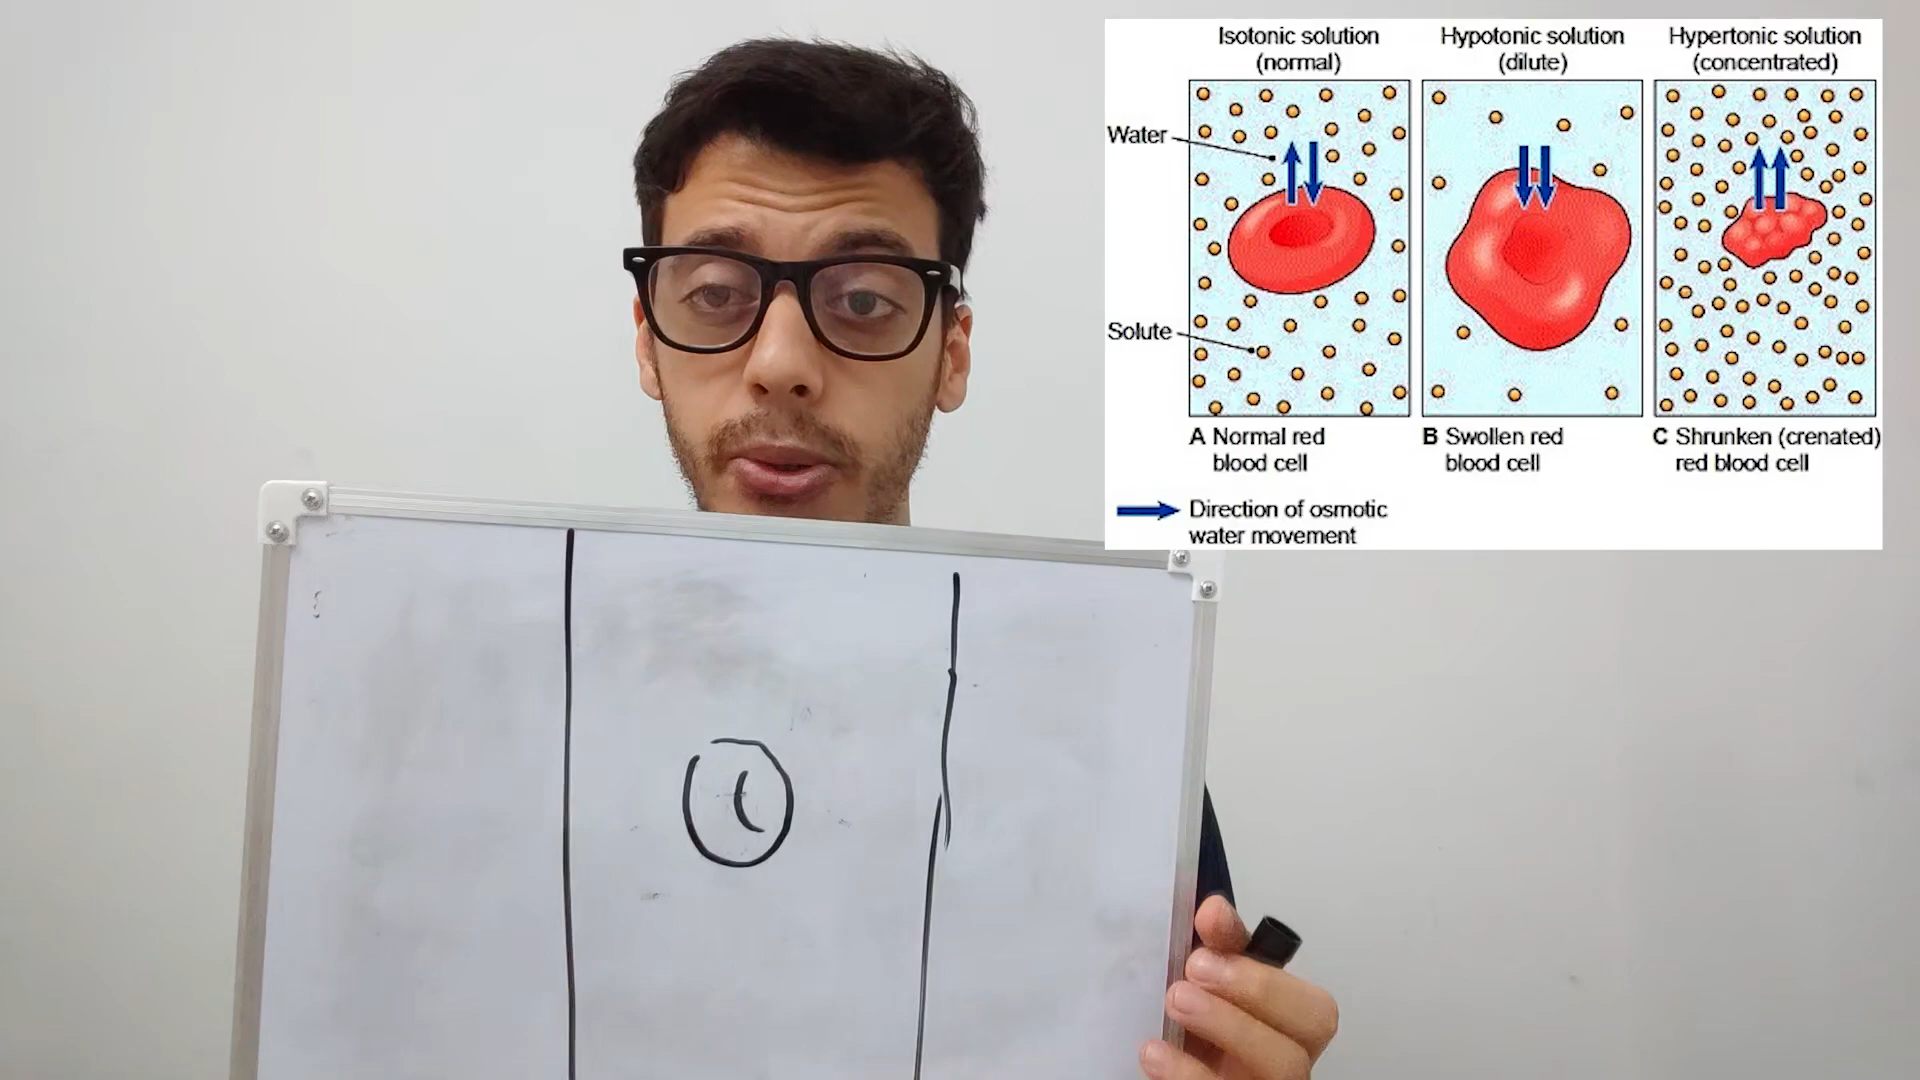 Isotonic solution
(normal)
Hypotonic solution
(dilute)
Hypertonic solution
(concentrated)
Water
Solute
A Normal red
blood cell
B Swollen red
blood cell
C Shrunken (crenated)
red blood cell
Direction of osmotic
water movement